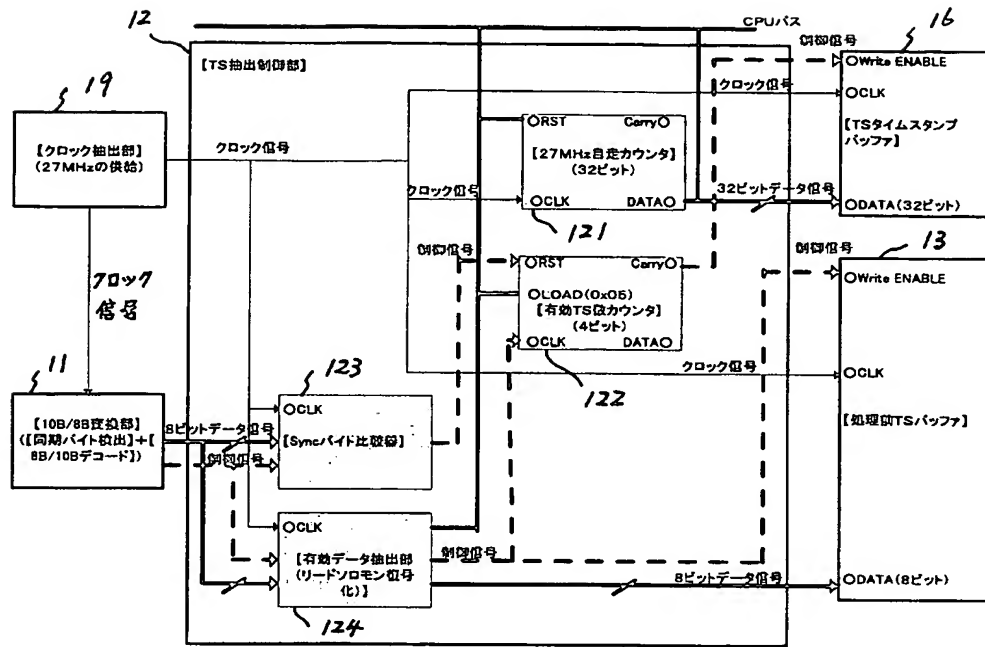 12
CPUバス
16
【TS抽出制御部】
制御信号
Write ENABLE
19
クロック信号
CLK
【クロック抽出部】
(27MHzの供給)
クロック信号
RST
Carry
【27MHz自走カウンタ】
(32ビット)
【TSタイムスタンプ
バッファ】
クロック信号
32ビットデータ信号
CLK
DATA
DATA(32ビット)
121
制御信号
制御信号
13
RST
Carry
Write ENABLE
クロック
信号
LOAD(0x05)
【有効TS数カウンタ】
(4ビット)
CLK
DATA
クロック信号
CLK
11
123
122
【10B/8B変換部】
(【同期バイト検出】+【
8B/10Bデコード】)
8ビットデータ信号
CLK
【Syncバイト比較器】
制御信号
【処理前TSバッファ】
CLK
【有効データ抽出部
(リードソロモン復号
化)】
制御信号
8ビットデータ信号
DATA(8ビット)
124